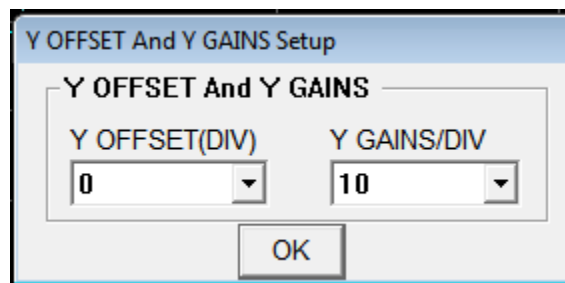 Y OFFSET And Y GAINS Setup
Y OFFSET And Y GAINS
Y OFFSET(DIV) Y GAINS/DIV
0 10
OK